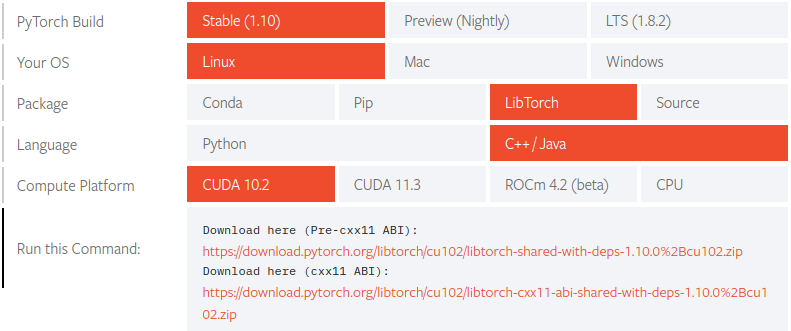 PyTorch Build Stable (1.10) Preview (Nightly) LTS (1.8.2)
Your OS Linux Mac Windows
Package Conda Pip LibTorch Source
Language Python C++ / Java
Compute Platform CUDA 10.2 CUDA 11.3 ROCm 4.2 (beta) CPU
Run this Command:
Download here (Pre-cxx11 ABI):
https://download.pytorch.org/libtorch/cu102/libtorch-shared-with-deps-1.10.0%2Bcu102.zip
Download here (cxx11 ABI):
https://download.pytorch.org/libtorch/cu102/libtorch-cxx11-abi-shared-with-deps-1.10.0%2Bcu1
02.zip